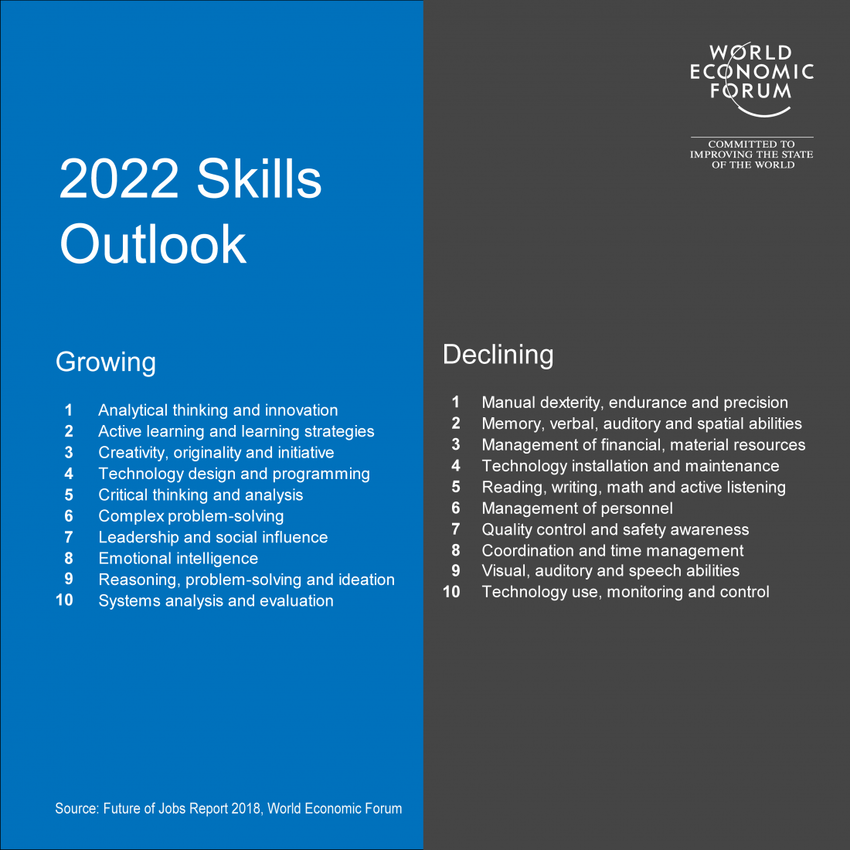 WORLD
ECONOMIC
FORUM
COMMITTED TO
IMPROVING THE STATE
OF THE WORLD
2022 Skills
Outlook
Growing
1 Analytical thinking and innovation
2 Active learning and learning strategies
3 Creativity, originality and initiative
4 Technology design and programming
5 Critical thinking and analysis
6 Complex problem-solving
7 Leadership and social influence
8 Emotional intelligence
9 Reasoning, problem-solving and ideation
10 Systems analysis and evaluation
Declining
1 Manual dexterity, endurance and precision
2 Memory, verbal, auditory and spatial abilities
3 Management of financial, material resources
4 Technology installation and maintenance
5 Reading, writing, math and active listening
6 Management of personnel
7 Quality control and safety awareness
8 Coordination and time management
9 Visual, auditory and speech abilities
10 Technology use, monitoring and control
Source: Future of Jobs Report 2018, World Economic Forum